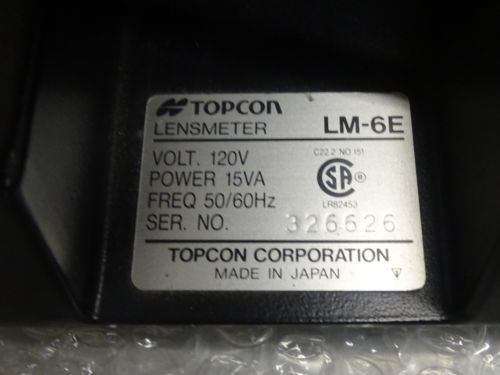 TOPCON
LENSMETER LM-6E
VOLT. 120V
C22.2 NO.151
POWER 15VA
SA ®
FREQ 50/60Hz
LR82453
SER. NO. 326626
TOPCON CORPORATION
MADE IN JAPAN